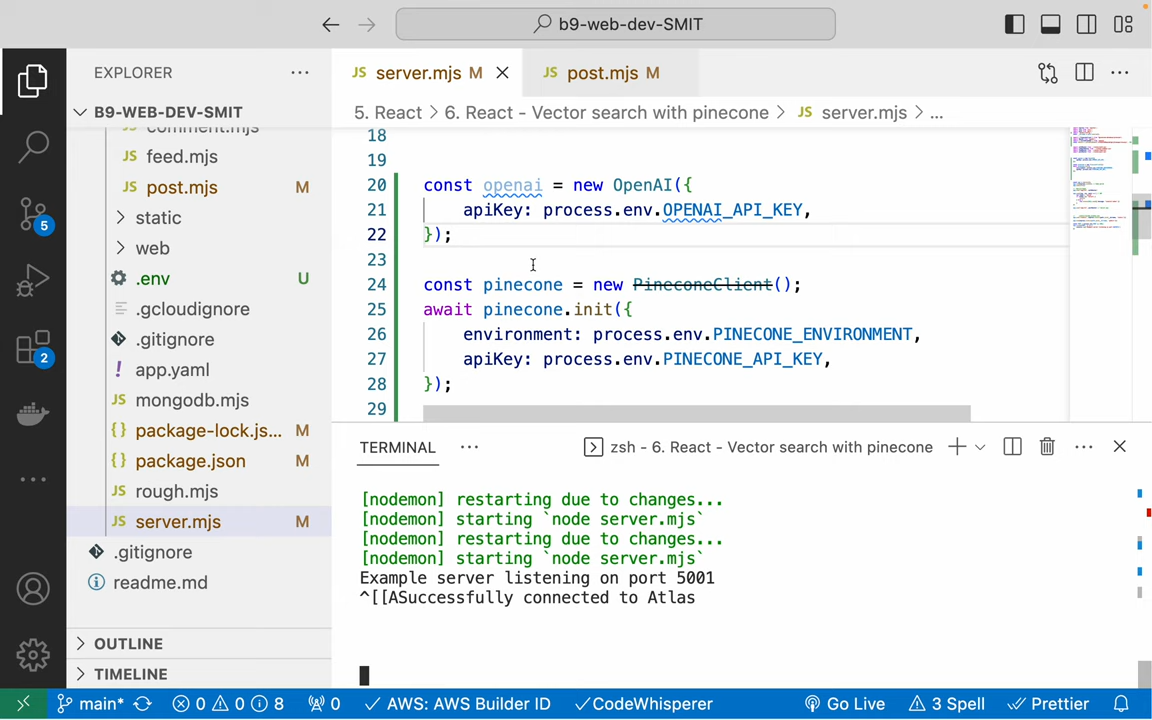 b9-web-dev-SMIT
EXPLORER
B9-WEB-DEV-SMIT
comment.mjs
feed.mjs
post.mjs M
static
web
.env U
.gcloudignore
.gitignore
app.yaml
mongodb.mjs
package-lock.js... M
package.json M
rough.mjs
server.mjs M
.gitignore
readme.md
OUTLINE
TIMELINE
5
2
JS server.mjs M
JS post.mjs M
5. React > 6. React - Vector search with pinecone > JS server.mjs > ...
18
19
20 const openai = new OpenAI({
21 apiKey: process.env.OPENAI_API_KEY,
22 });
23
24 const pinecone = new PineconeClient();
25 await pinecone.init({
26 environment: process.env.PINECONE_ENVIRONMENT,
27 apiKey: process.env.PINECONE_API_KEY,
28 });
29
TERMINAL
zsh - 6. React - Vector search with pinecone
[nodemon] restarting due to changes...
[nodemon] starting `node server.mjs`
[nodemon] restarting due to changes...
[nodemon] starting `node server.mjs`
Example server listening on port 5001
^[[ASuccessfully connected to Atlas
main* 0 0 8 0 AWS: AWS Builder ID CodeWhisperer Go Live 3 Spell Prettier